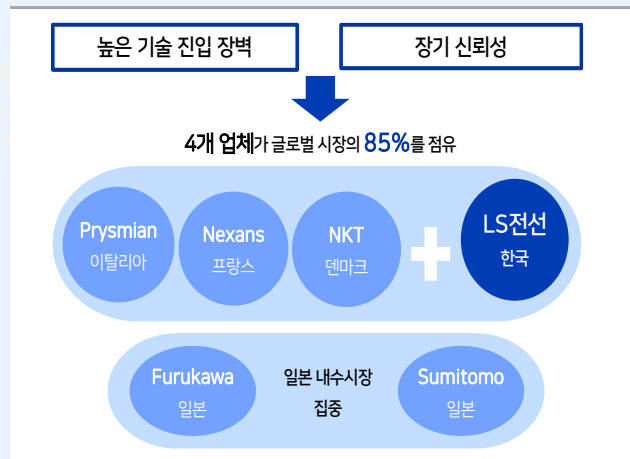 높은 기술 진입 장벽
장기 신뢰성
4개 업체가 글로벌 시장의 85%를 점유
Prysmian
이탈리아
Nexans
프랑스
NKT
덴마크
LS전선
한국
Furukawa
일본
일본 내수시장
집중
Sumitomo
일본